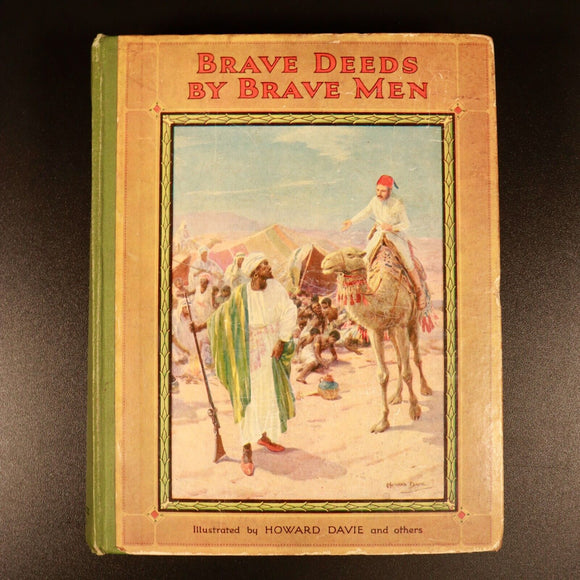 BRAVE DEEDS
BY BRAVE MEN
HOWARD DAVIE
Illustrated by HOWARD DAVIE and others